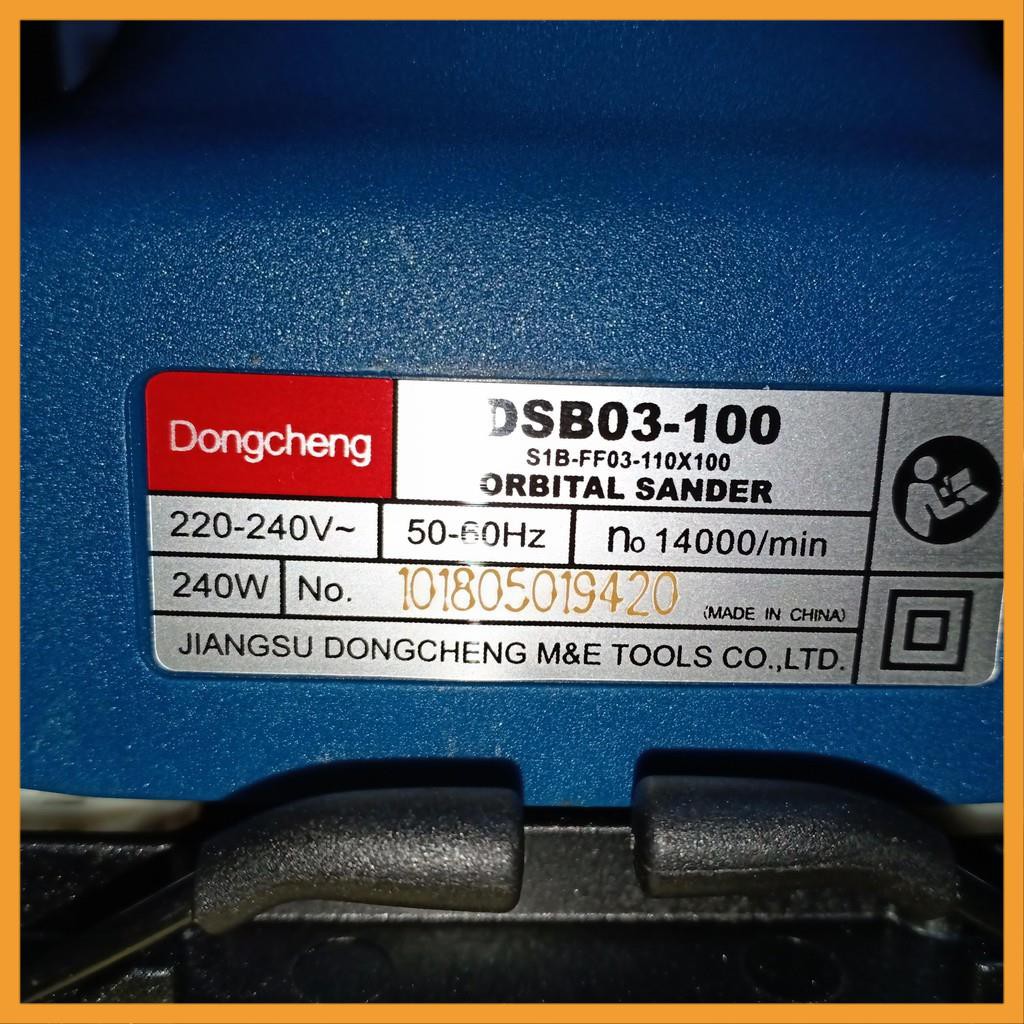 Dongcheng
DSB03-100
S1B-FF03-110X100
ORBITAL SANDER
220-240V~ 50-60Hz no 14000/min
240W No. 101805019420 (MADE IN CHINA)
JIANGSU DONGCHENG M&E TOOLS CO.,LTD.